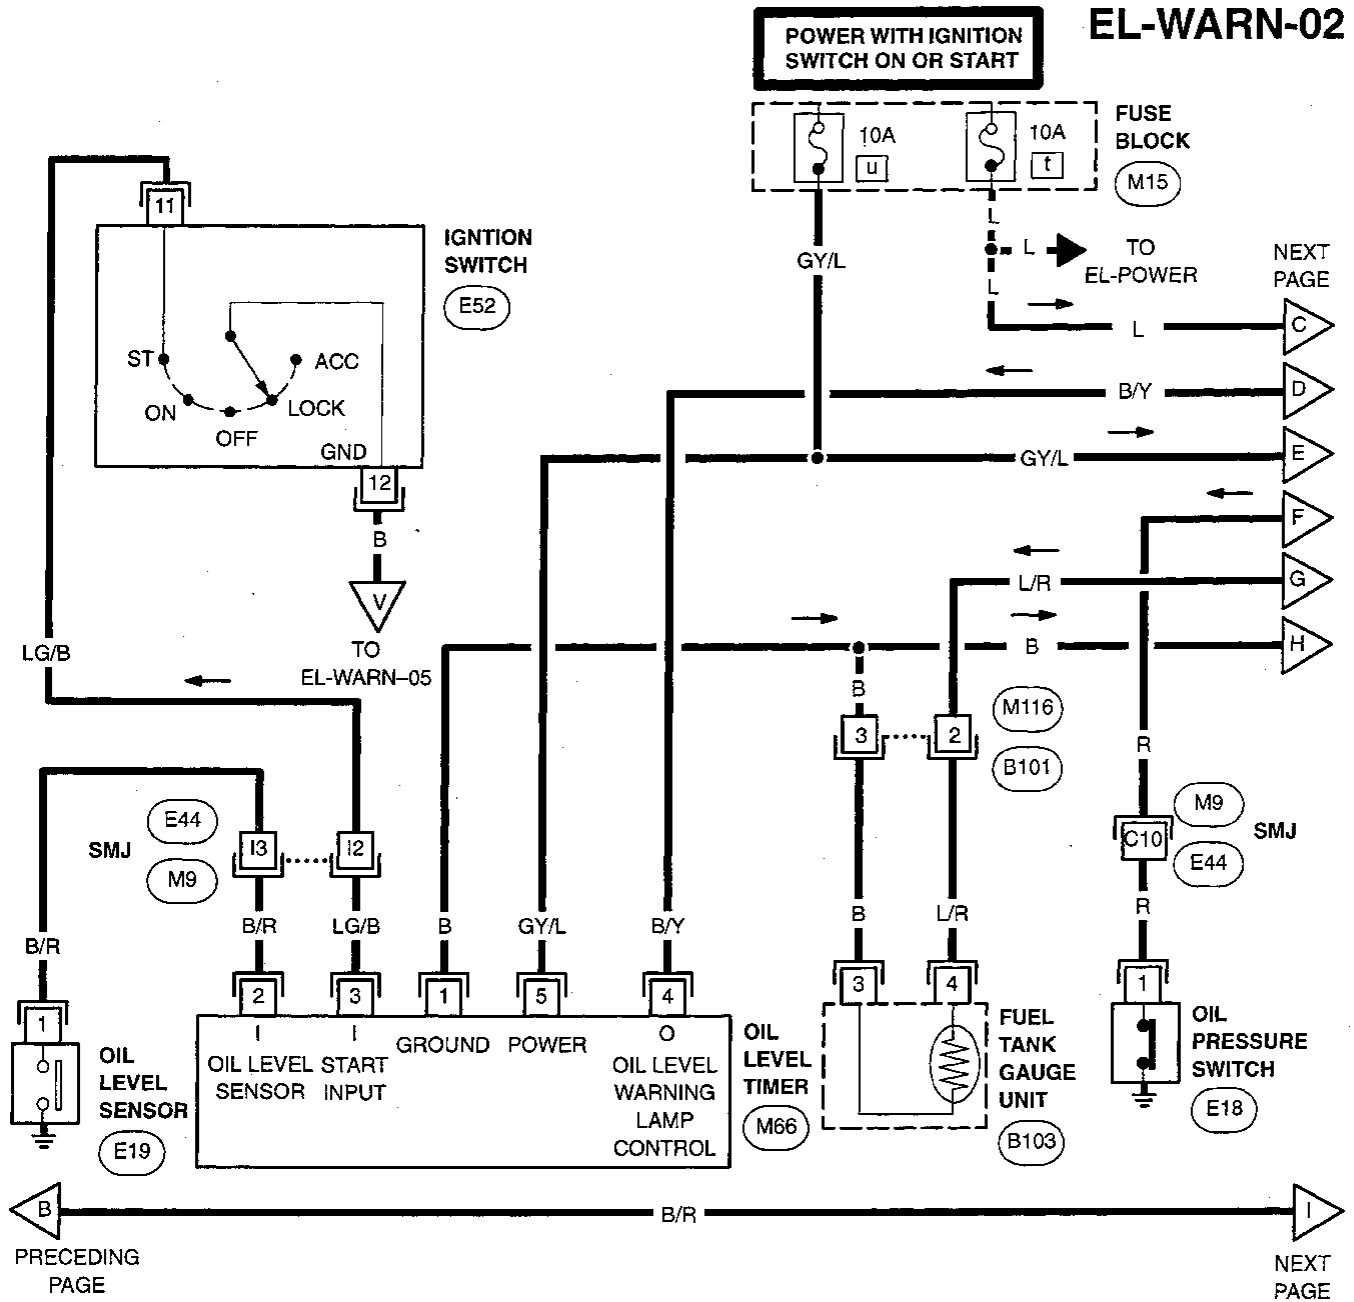 EL-WARN-02
POWER WITH IGNITION
SWITCH ON OR START
10A
u
10A
t
FUSE
BLOCK
M15
GY/L
L
L
TO
EL-POWER
L
NEXT
PAGE
L
C
B/Y
D
GY/L
E
F
L/R
G
B
H
11
IGNTION
SWITCH
E52
ST
ACC
ON
LOCK
OFF
GND
12
B
V
TO
EL-WARN–05
LG/B
B
3
2
M116
B101
R
C10
M9
E44
SMJ
R
E44
SMJ
M9
I3
I2
B/R
B/R
LG/B
B
GY/L
B/Y
B
L/R
2
3
1
5
4
3
4
1
1
OIL
LEVEL
SENSOR
E19
I
OIL LEVEL
SENSOR
I
START
INPUT
GROUND
POWER
O
OIL LEVEL
WARNING
LAMP
CONTROL
OIL
LEVEL
TIMER
M66
FUEL
TANK
GAUGE
UNIT
B103
OIL
PRESSURE
SWITCH
E18
B
B/R
I
PRECEDING
PAGE
NEXT
PAGE